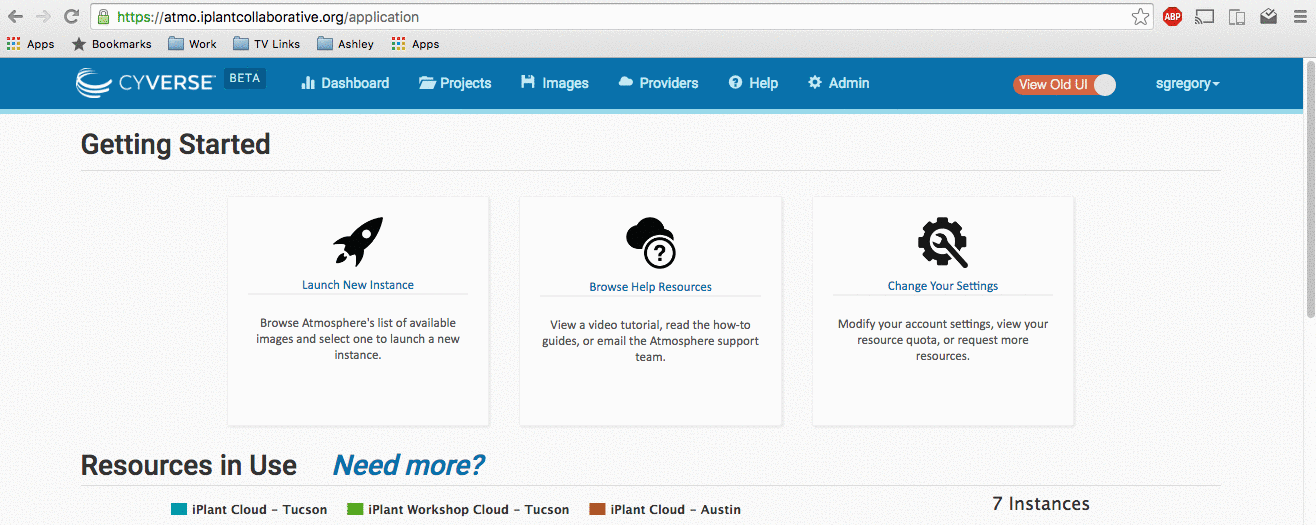 https://atmo.iplantcollaborative.org/application
ABP
Apps Bookmarks Work TV Links Ashley Apps
CYVERSE BETA Dashboard Projects Images Providers Help Admin View Old UI sgregory
Getting Started
Launch New Instance
Browse Atmosphere's list of available
images and select one to launch a new
instance.
Browse Help Resources
View a video tutorial, read the how-to
guides, or email the Atmosphere support
team.
Change Your Settings
Modify your account settings, view your
resource quota, or request more
resources.
Resources in Use Need more?
iPlant Cloud - Tucson iPlant Workshop Cloud - Tucson iPlant Cloud - Austin
7 Instances